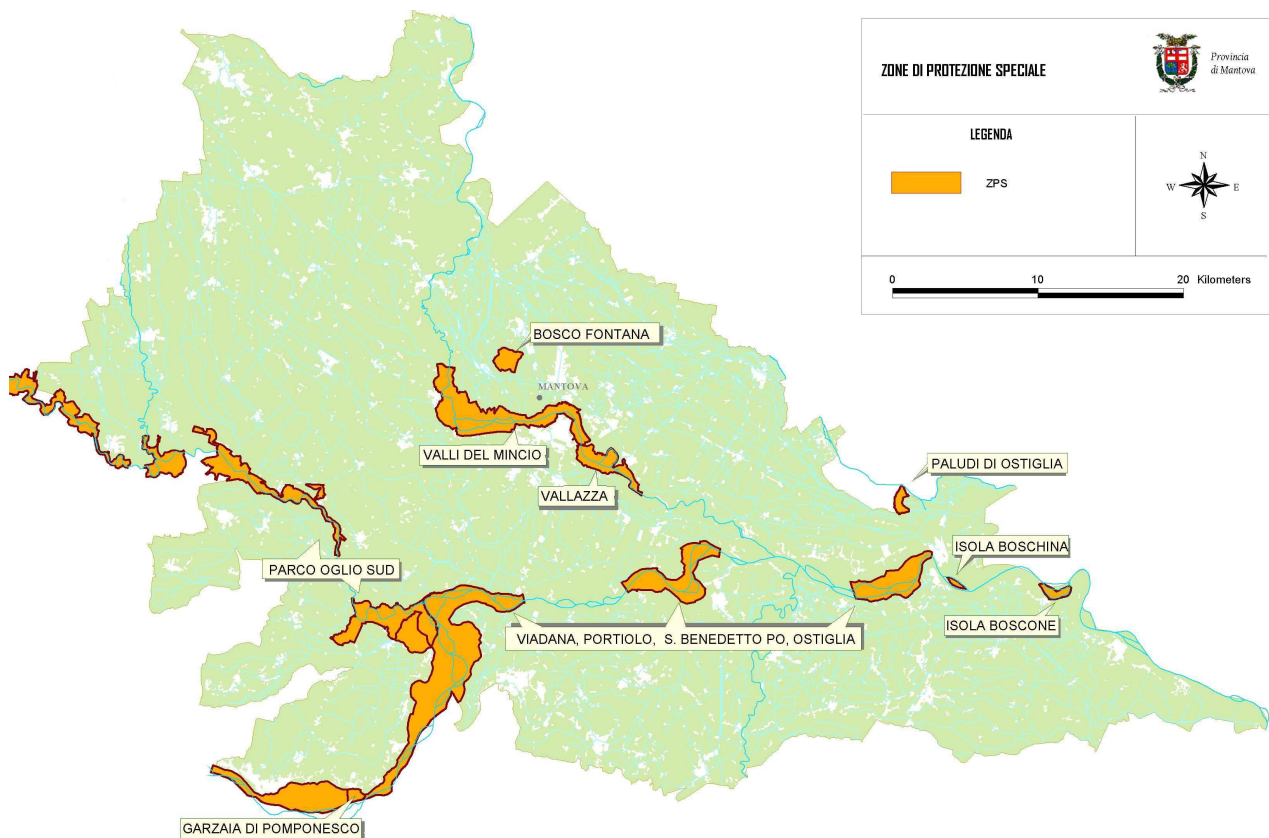 ZONE DI PROTEZIONE SPECIALE
Provincia
di Mantova
LEGENDA
ZPS
N
W
E
S
0
10
20
Kilometers
BOSCO FONTANA
MANTOVA
VALLI DEL MINCIO
VALLAZZA
PALUDI DI OSTIGLIA
ISOLA BOSCHINA
PARCO OGLIO SUD
ISOLA BOSCONE
VIADANA, PORTIOLO, S. BENEDETTO PO, OSTIGLIA
GARZAIA DI POMPONESCO